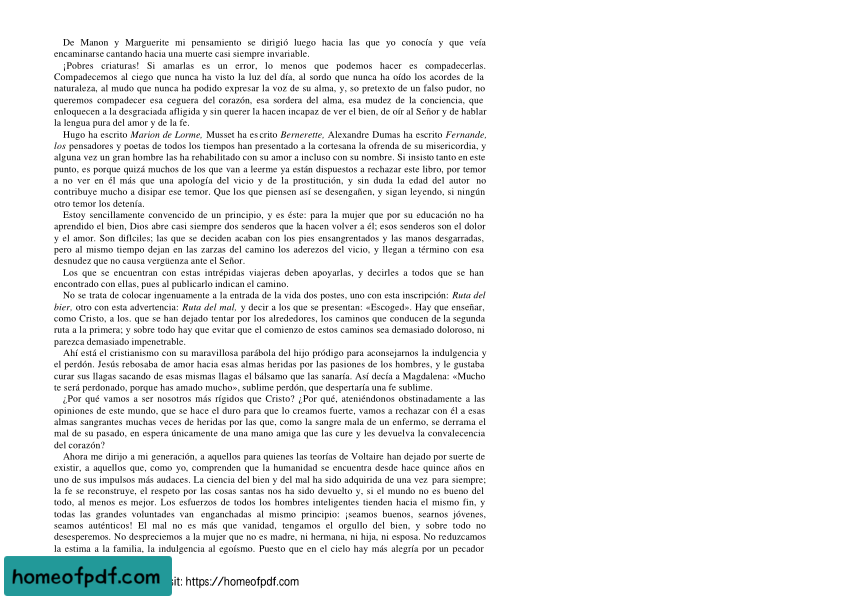 De Manon y Marguerite mi pensamiento se dirigió luego hacia las que yo conocía y que veía
encaminarse cantando hacia una muerte casi siempre invariable.
¡Pobres criaturas! Si amarlas es un error, lo menos que podemos hacer es compadecerlas.
Compadecemos al ciego que nunca ha visto la luz del día, al sordo que nunca ha oído los acordes de la
naturaleza, al mudo que nunca ha podido expresar la voz de su alma, y, so pretexto de un falso pudor, no
queremos compadecer esa ceguera del corazón, esa sordera del alma, esa mudez de la conciencia, que
enloquecen a la desgraciada afligida y sin querer la hacen incapaz de ver el bien, de oír al Señor y de hablar
la lengua pura del amor y de la fe.
Hugo ha escrito Marion de Lorme, Musset ha escrito Bernerette, Alexandre Dumas ha escrito Fernande,
los pensadores y poetas de todos los tiempos han presentado a la cortesana la ofrenda de su misericordia, y
alguna vez un gran hombre las ha rehabilitado con su amor a incluso con su nombre. Si insisto tanto en este
punto, es porque quizá muchos de los que van a leerme ya están dispuestos a rechazar este libro, por temor
a no ver en él más que una apología del vicio y de la prostitución, y sin duda la edad del autor no
contribuye mucho a disipar ese temor. Que los que piensen así se desengañen, y sigan leyendo, si ningún
otro temor los detenía.
Estoy sencillamente convencido de un principio, y es éste: para la mujer que por su educación no ha
aprendido el bien, Dios abre casi siempre dos senderos que la hacen volver a él; esos senderos son el dolor
y el amor. Son diflciles; las que se deciden acaban con los pies ensangrentados y las manos desgarradas,
pero al mismo tiempo dejan en las zarzas del camino los aderezos del vicio, y llegan a término con esa
desnudez que no causa vergüenza ante el Señor.
Los que se encuentran con estas intrépidas viajeras deben apoyarlas, y decirles a todos que se han
encontrado con ellas, pues al publicarlo indican el camino.
No se trata de colocar ingenuamente a la entrada de la vida dos postes, uno con esta inscripción: Ruta del
bier, otro con esta advertencia: Ruta del mal, y decir a los que se presentan: «Escoged». Hay que enseñar,
como Cristo, a los. que se han dejado tentar por los alrededores, los caminos que conducen de la segunda
ruta a la primera; y sobre todo hay que evitar que el comienzo de estos caminos sea demasiado doloroso, ni
parezca demasiado impenetrable.
Ahí está el cristianismo con su maravillosa parábola del hijo pródigo para aconsejarnos la indulgencia y
el perdón. Jesús rebosaba de amor hacia esas almas heridas por las pasiones de los hombres, y le gustaba
curar sus llagas sacando de esas mismas llagas el bálsamo que las sanaría. Así decía a Magdalena: «Mucho
te será perdonado, porque has amado mucho», sublime perdón, que despertaría una fe sublime.
¿Por qué vamos a ser nosotros más rígidos que Cristo? ¿Por qué, ateniéndonos obstinadamente a las
opiniones de este mundo, que se hace el duro para que lo creamos fuerte, vamos a rechazar con él a esas
almas sangrantes muchas veces de heridas por las que, como la sangre mala de un enfermo, se derrama el
mal de su pasado, en espera únicamente de una mano amiga que las cure y les devuelva la convalecencia
del corazón?
Ahora me dirijo a mi generación, a aquellos para quienes las teorías de Voltaire han dejado por suerte de
existir, a aquellos que, como yo, comprenden que la humanidad se encuentra desde hace quince años en
uno de sus impulsos más audaces. La ciencia del bien y del mal ha sido adquirida de una vez para siempre;
la fe se reconstruye, el respeto por las cosas santas nos ha sido devuelto y, si el mundo no es bueno del
todo, al menos es mejor. Los esfuerzos de todos los hombres inteligentes tienden hacia el mismo fin, y
todas las grandes voluntades van enganchadas al mismo principio: ¡seamos buenos, searnos jóvenes,
seamos auténticos! El mal no es más que vanidad, tengamos el orgullo del bien, y sobre todo no
desesperemos. No despreciemos a la mujer que no es madre, ni hermana, ni hija, ni esposa. No reduzcamos
la estima a la familia, la indulgencia al egoísmo. Puesto que en el cielo hay más alegría por un pecador
homeofpdf.com
sit: https://homeofpdf.com